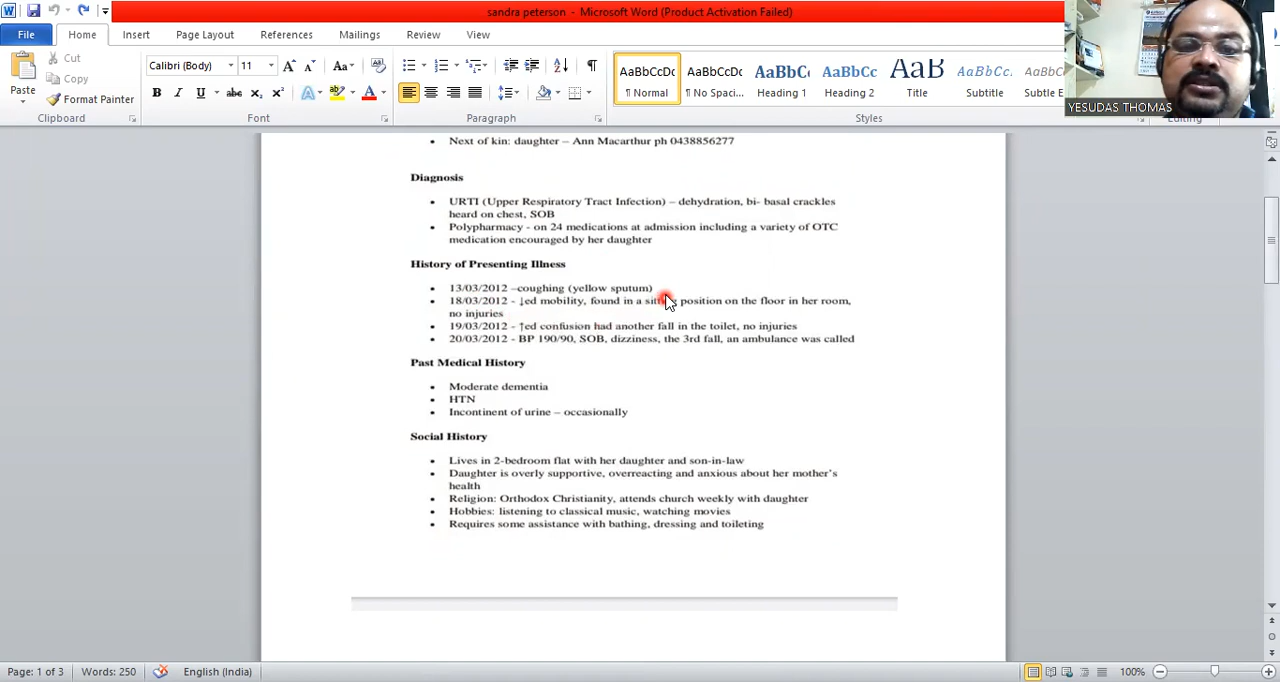 sandra peterson - Microsoft Word (Product Activation Failed)
File Home Insert Page Layout References Mailings Review View
Cut
Copy
Paste
Format Painter
Clipboard
Calibri (Body) 11
Font
Paragraph
AaBbCcDc AaBbCcDc AaBbC AaBbCc AaB AaBbCc. AaBbCc
¶ Normal ¶ No Spaci... Heading 1 Heading 2 Title Subtitle Subtle E
Styles
Editing
YESUDAS THOMAS
• Next of kin: daughter – Ann Macarthur ph 0438856277
Diagnosis
• URTI (Upper Respiratory Tract Infection) – dehydration, bi- basal crackles
heard on chest, SOB
• Polypharmacy - on 24 medications at admission including a variety of OTC
medication encouraged by her daughter
History of Presenting Illness
• 13/03/2012 –coughing (yellow sputum)
• 18/03/2012 - ↓ed mobility, found in a sitting position on the floor in her room,
no injuries
• 19/03/2012 - ↑ed confusion had another fall in the toilet, no injuries
• 20/03/2012 - BP 190/90, SOB, dizziness, the 3rd fall, an ambulance was called
Past Medical History
• Moderate dementia
• HTN
• Incontinent of urine – occasionally
Social History
• Lives in 2-bedroom flat with her daughter and son-in-law
• Daughter is overly supportive, overreacting and anxious about her mother's
health
• Religion: Orthodox Christianity, attends church weekly with daughter
• Hobbies: listening to classical music, watching movies
• Requires some assistance with bathing, dressing and toileting
Page: 1 of 3 Words: 250 English (India) 100%